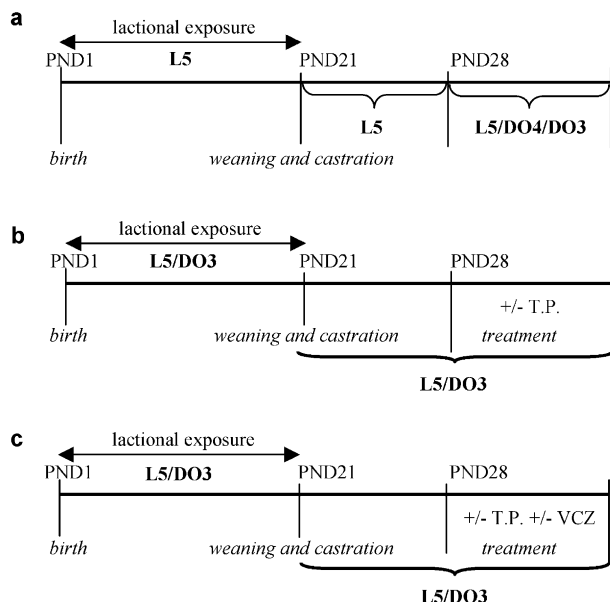 a
lactional exposure
PND1 L5 PND21 PND28
L5 L5/DO4/DO3
birth weaning and castration
b
lactional exposure
PND1 L5/DO3 PND21 PND28
+/- T.P.
birth weaning and castration treatment
L5/DO3
c
lactional exposure
PND1 L5/DO3 PND21 PND28
+/- T.P. +/- VCZ
birth weaning and castration treatment
L5/DO3